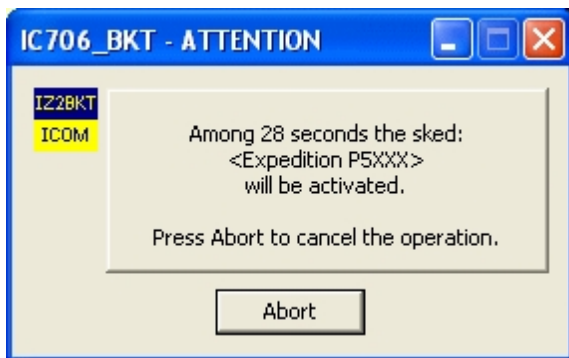 IC706_BKT - ATTENTION
IZ2BKT
ICOM
Among 28 seconds the sked:
<Expedition P5XXX>
will be activated.
Press Abort to cancel the operation.
Abort